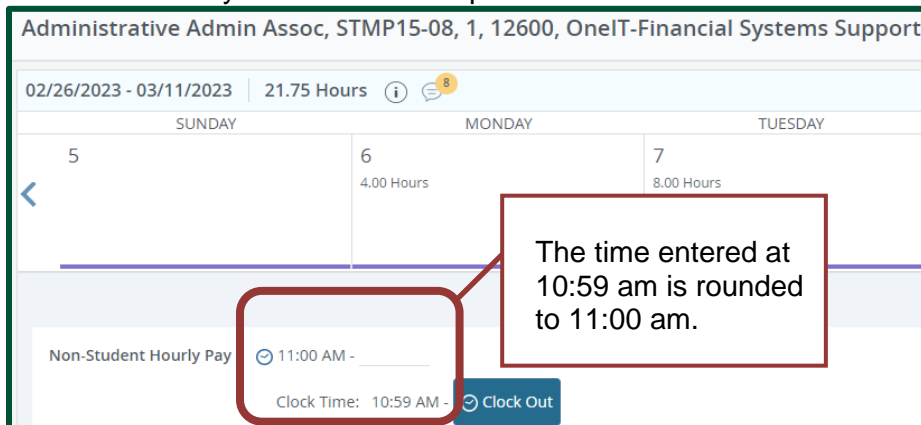 Administrative Admin Assoc, STMP15-08, 1, 12600, OneIT-Financial Systems Support
02/26/2023 - 03/11/2023 21.75 Hours i 8
SUNDAY MONDAY TUESDAY
5 6 7
4.00 Hours 8.00 Hours
The time entered at
10:59 am is rounded
to 11:00 am.
Non-Student Hourly Pay 11:00 AM -
Clock Time: 10:59 AM - Clock Out